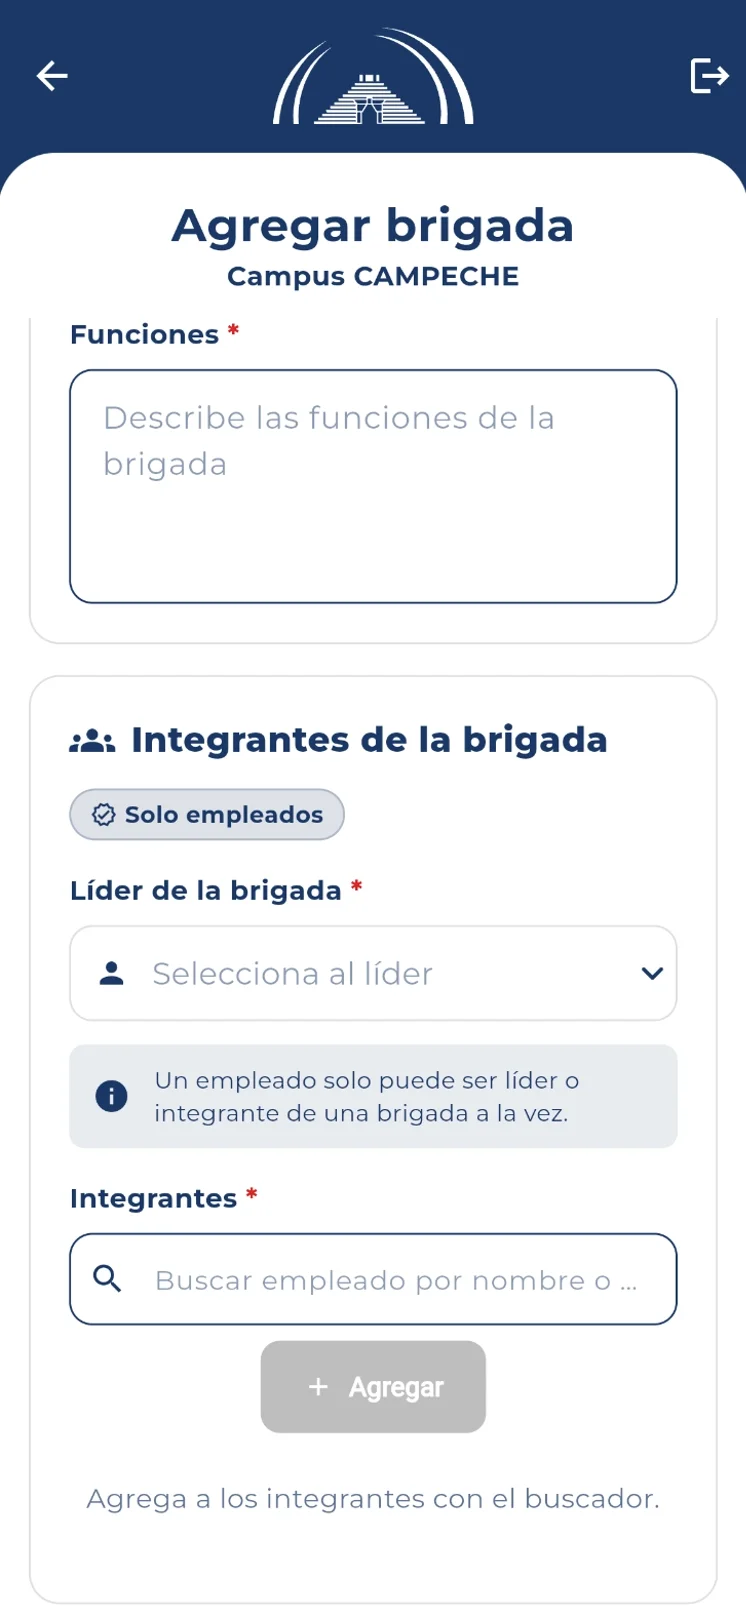 Agregar brigada
Campus CAMPECHE
Funciones *
Describe las funciones de la
brigada
Integrantes de la brigada
Solo empleados
Líder de la brigada *
Selecciona al líder
Un empleado solo puede ser líder o
integrante de una brigada a la vez.
Integrantes *
Buscar empleado por nombre o ...
+ Agregar
Agrega a los integrantes con el buscador.